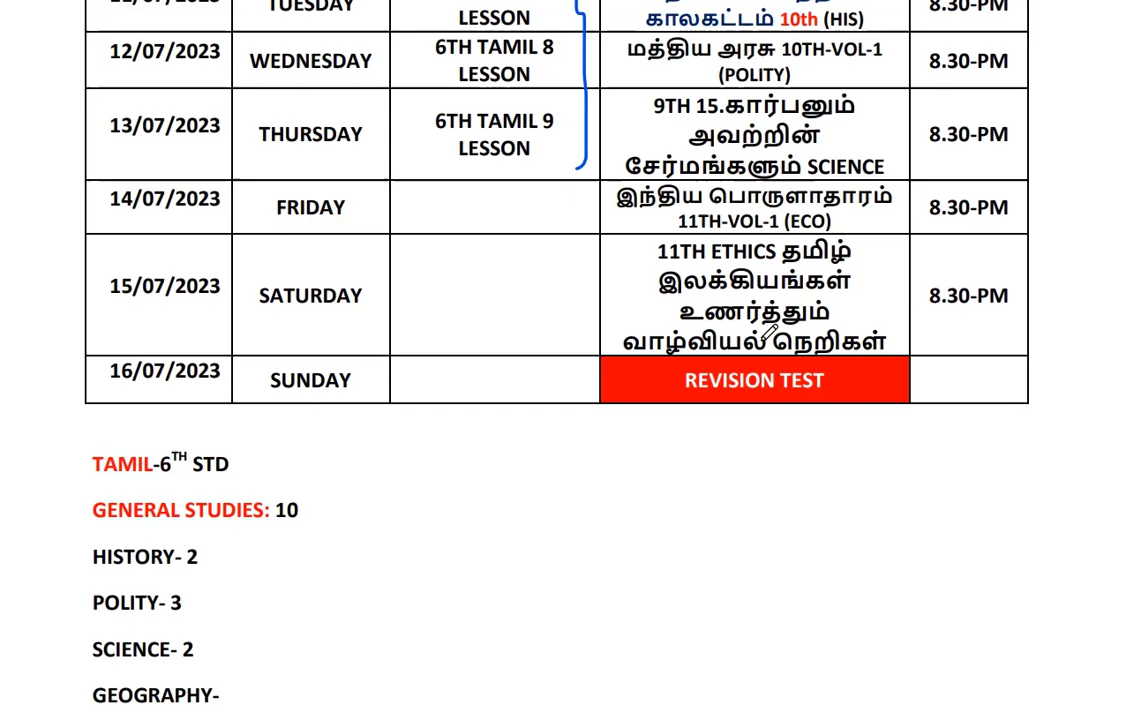 11/07/2023 TUESDAY LESSON காலகட்டம் 10th (HIS) 8.30-PM
12/07/2023 WEDNESDAY 6TH TAMIL 8 LESSON மத்திய அரசு 10TH-VOL-1 (POLITY) 8.30-PM
13/07/2023 THURSDAY 6TH TAMIL 9 LESSON 9TH 15.கார்பனும் அவற்றின் சேர்மங்களும் SCIENCE 8.30-PM
14/07/2023 FRIDAY இந்திய பொருளாதாரம் 11TH-VOL-1 (ECO) 8.30-PM
15/07/2023 SATURDAY 11TH ETHICS தமிழ் இலக்கியங்கள் உணர்த்தும் வாழ்வியல் நெறிகள் 8.30-PM
16/07/2023 SUNDAY REVISION TEST
TAMIL-6TH STD
GENERAL STUDIES: 10
HISTORY- 2
POLITY- 3
SCIENCE- 2
GEOGRAPHY-